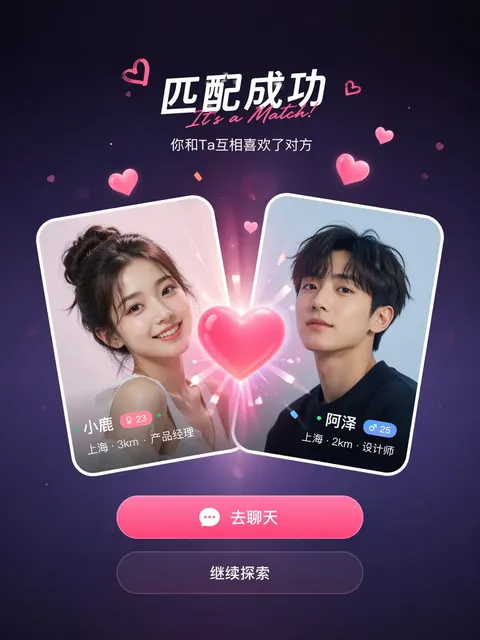 匹配成功
It's a Match!
你和Ta互相喜欢了对方
小鹿 ♀ 23
上海 · 3km · 产品经理
阿泽 ♂ 25
上海 · 2km · 设计师
去聊天
继续探索